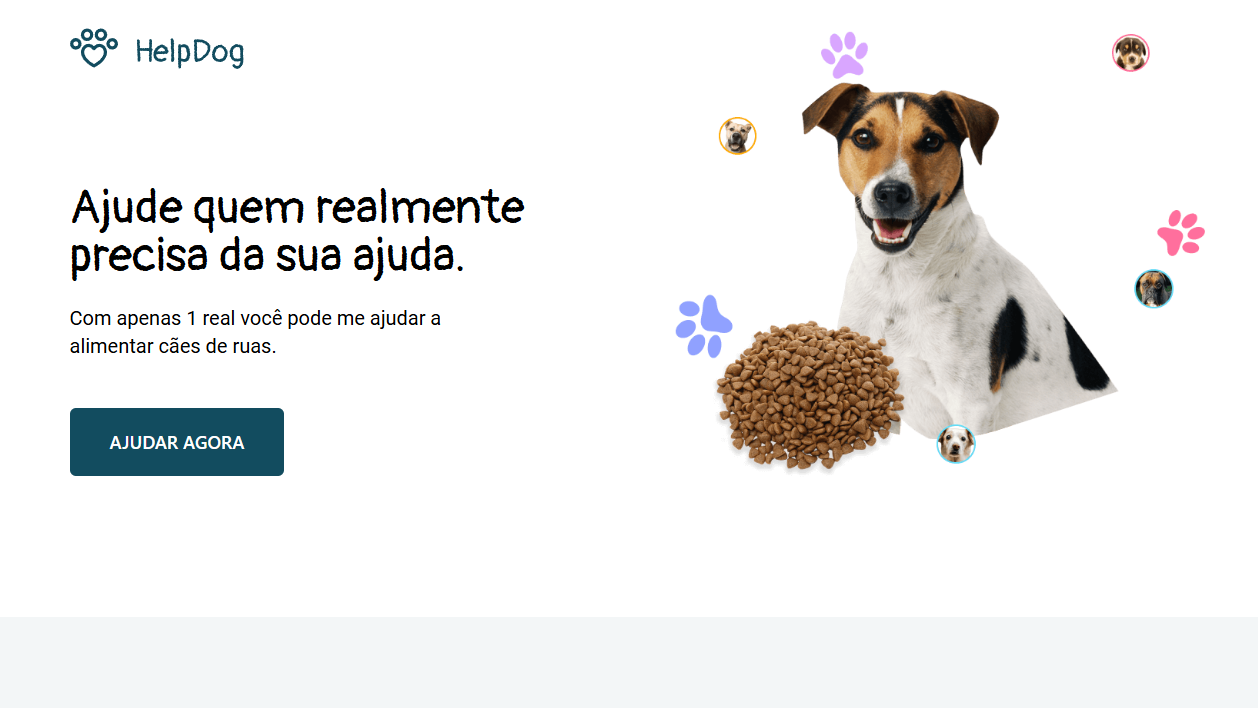 HelpDog
Ajude quem realmente
precisa da sua ajuda.
Com apenas 1 real você pode me ajudar a
alimentar cães de ruas.
AJUDAR AGORA